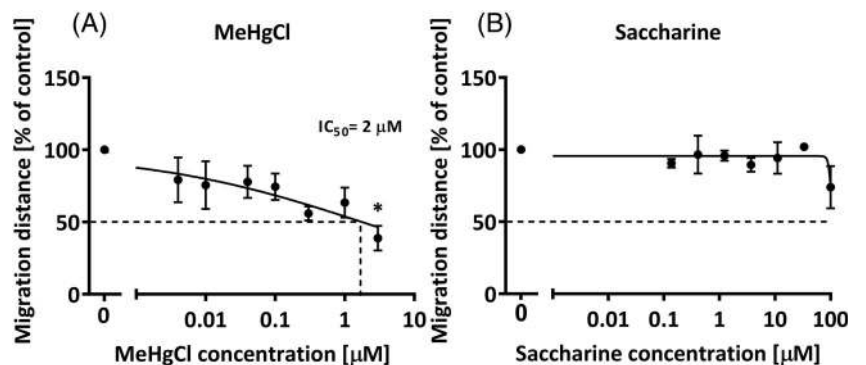 (A)
MeHgCl
Migration distance [% of control]
150
100
50
0
IC50= 2 μM
*
0
0.01
0.1
1
10
MeHgCl concentration [μM]
(B)
Saccharine
Migration distance [% of control]
150
100
50
0
0
0.01
0.1
1
10
100
Saccharine concentration [μM]